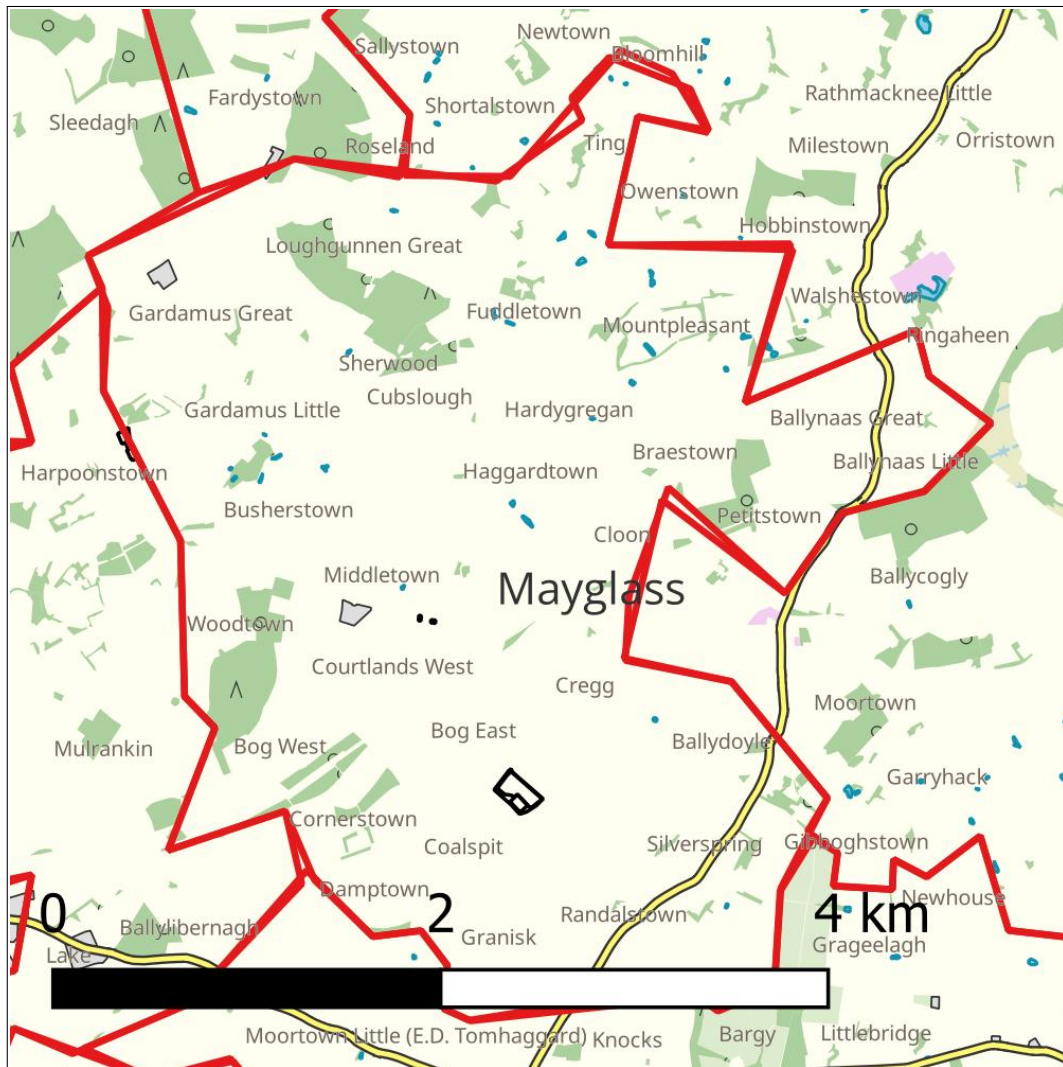 Newtown
Sallystown
Bloomhill
Fardystown
Shortalstown
Rathmacknee Little
Sleedagh
Roseland
Ting
Milestown
Orristown
Owenstown
Hobbinstown
Loughgunnen Great
Gardamus Great
Fuddletown
Walshestown
Mountpleasant
Ringaheen
Sherwood
Cubslough
Gardamus Little
Hardygregan
Ballynaas Great
Braestown
Ballynaas Little
Harpoonstown
Haggardtown
Busherstown
Petitstown
Cloon
Middletown
Mayglass
Ballycogly
Woodtown
Courtlands West
Cregg
Moortown
Mulrankin
Bog West
Bog East
Ballydoyle
Garryhack
Cornerstown
Coalspit
Silverspring
Gibboghstown
Damptown
Newhouse
0 2 4 km
Ballylibernagh
Randalstown
Granisk
Grageelagh
Lake
Moortown Little (E.D. Tomhaggard)
Knocks
Bargy
Littlebridge